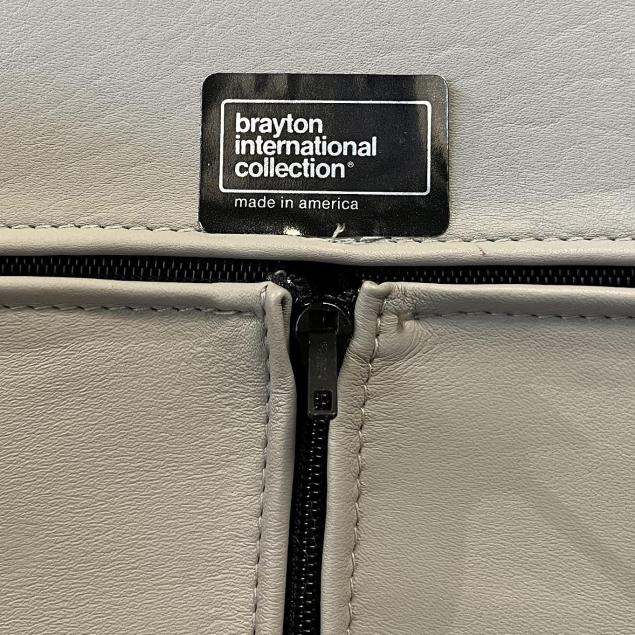 brayton
international
collection®
made in america